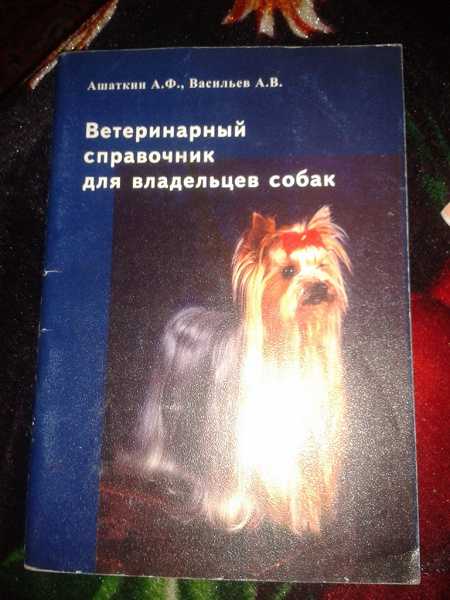 Ашаткин А.Ф., Васильев А.В.
Ветеринарный
справочник
для владельцев собак